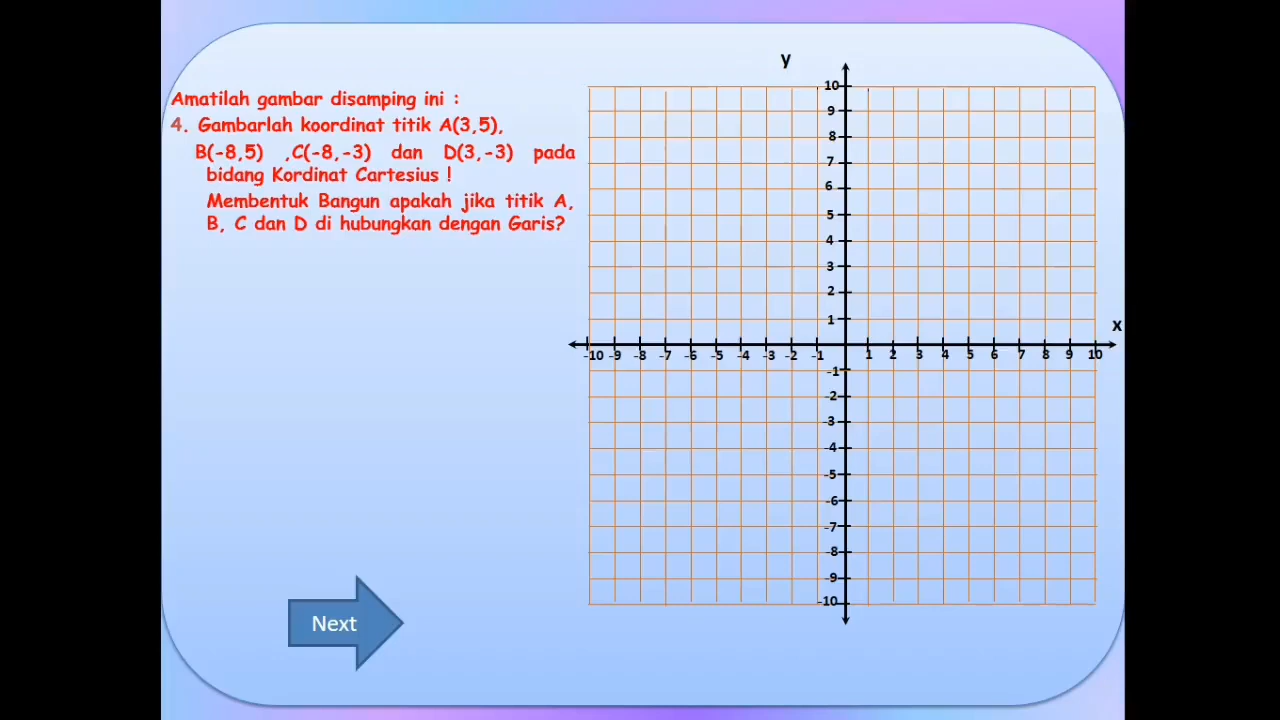 Amatilah gambar disamping ini :
4. Gambarlah koordinat titik A(3,5),
B(-8,5) ,C(-8,-3) dan D(3,-3) pada
bidang Kordinat Cartesius !
Membentuk Bangun apakah jika titik A,
B, C dan D di hubungkan dengan Garis?
y
10
9
8
7
6
5
4
3
2
1
x
-10 -9 -8 -7 -6 -5 -4 -3 -2 -1 1 2 3 4 5 6 7 8 9 10
-1
-2
-3
-4
-5
-6
-7
-8
-9
-10
Next